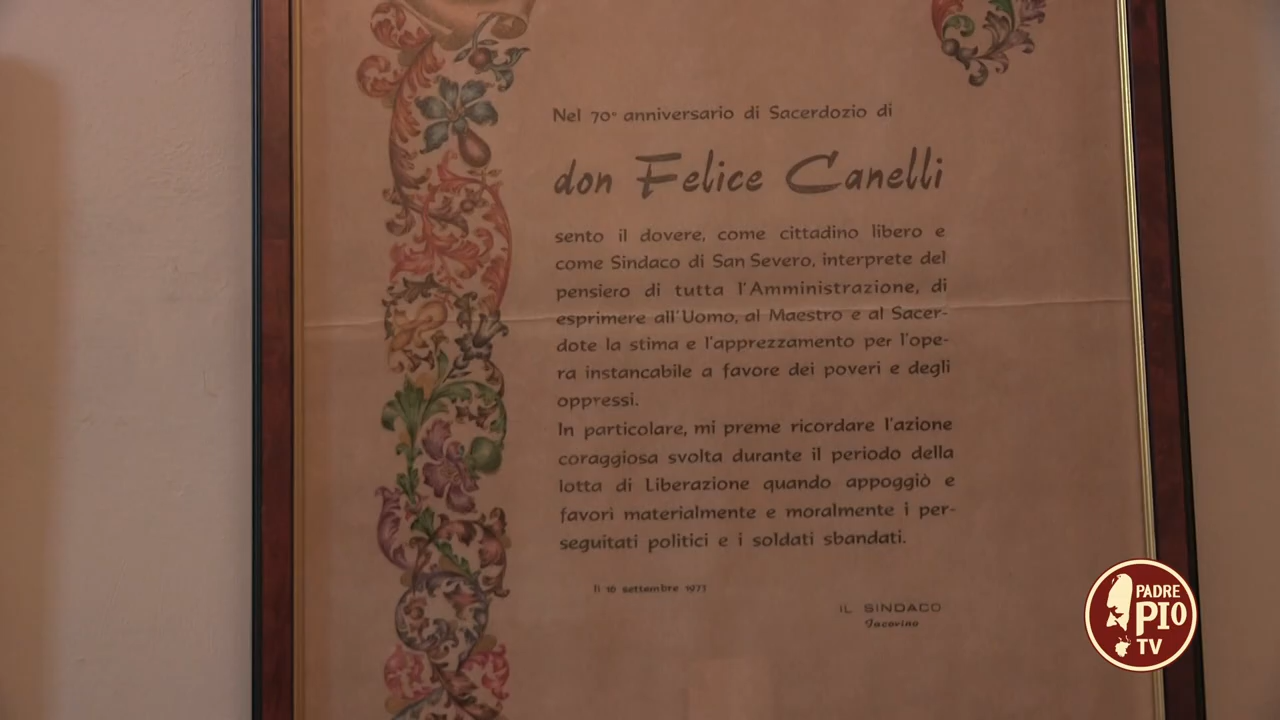 Nel 70° anniversario di Sacerdozio di
don Felice Canelli
sento il dovere, come cittadino libero e
come Sindaco di San Severo, interprete del
pensiero di tutta l'Amministrazione, di
esprimere all'Uomo, al Maestro e al Sacer-
dote la stima e l'apprezzamento per l'ope-
ra instancabile a favore dei poveri e degli
oppressi.
In particolare, mi preme ricordare l'azione
coraggiosa svolta durante il periodo della
lotta di Liberazione quando appoggiò e
favorì materialmente e moralmente i per-
seguitati politici e i soldati sbandati.
lì 16 settembre 1973
IL SINDACO
Iacovino
PADRE
PIO
TV